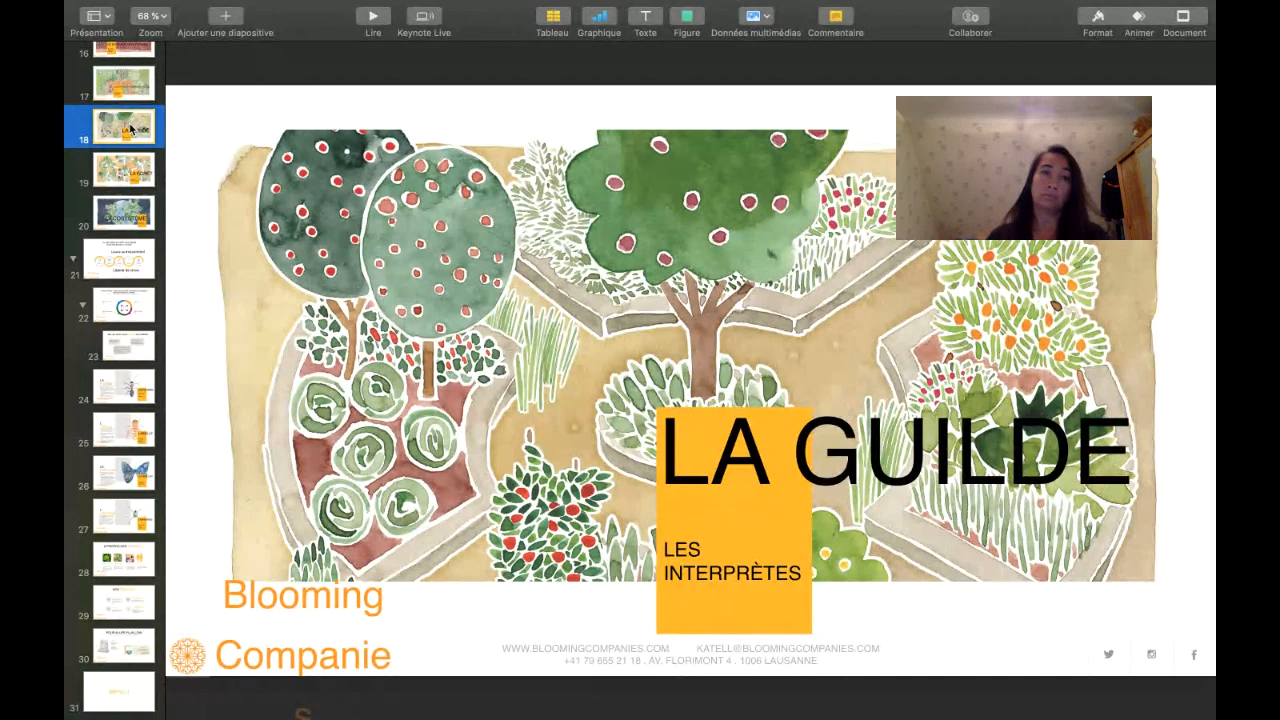 68 %
Présentation Zoom Ajouter une diapositive Lire Keynote Live Tableau Graphique Texte Figure Données multimédias Commentaire Collaborer Format Animer Document
16
17
18
19
20
21
22
23
24
25
26
27
28
29
30
31
LA GUILDE
LES
INTERPRÈTES
Blooming
Companie
s
WWW.BLOOMINGCOMPANIES.COM KATELL@BLOOMINGCOMPANIES.COM
+41 79 655 21 18 . AV. FLORIMONT 4 . 1006 LAUSANNE